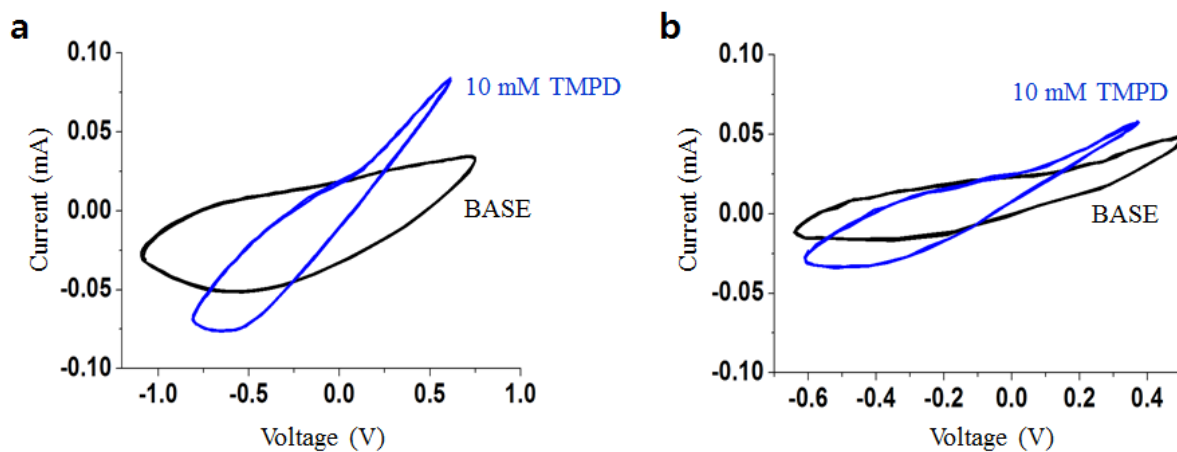 a
0.10
0.05
0.00
-0.05
-0.10
Current (mA)
10 mM TMPD
BASE
-1.0
-0.5
0.0
0.5
1.0
Voltage (V)
b
0.10
0.05
0.00
-0.05
0.10
Current (mA)
10 mM TMPD
BASE
-0.6
-0.4
-0.2
0.0
0.2
0.4
Voltage (V)